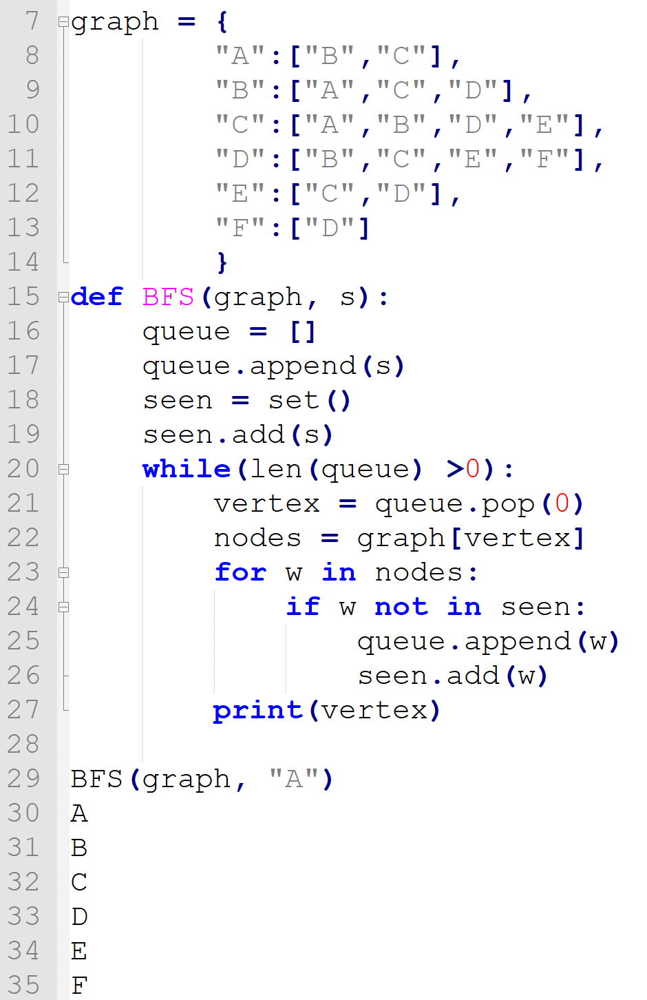 7 graph = {
8 "A":["B","C"],
9 "B":["A","C","D"],
10 "C":["A","B","D","E"],
11 "D":["B","C","E","F"],
12 "E":["C","D"],
13 "F":["D"]
14 }
15 def BFS(graph, s):
16 queue = []
17 queue.append(s)
18 seen = set()
19 seen.add(s)
20 while(len(queue) >0):
21 vertex = queue.pop(0)
22 nodes = graph[vertex]
23 for w in nodes:
24 if w not in seen:
25 queue.append(w)
26 seen.add(w)
27 print(vertex)
28
29 BFS(graph, "A")
30 A
31 B
32 C
33 D
34 E
35 F